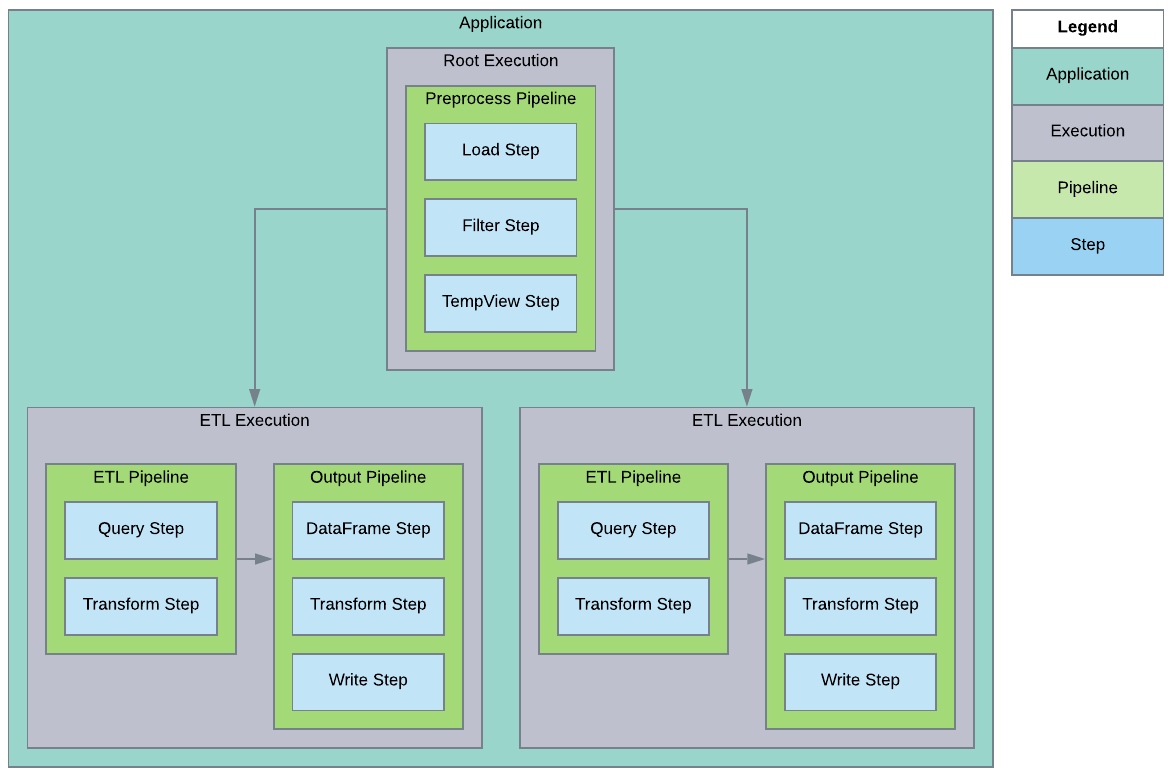 Application
Root Execution
Preprocess Pipeline
Load Step
Filter Step
TempView Step
ETL Execution
ETL Pipeline
Query Step
Transform Step
Output Pipeline
DataFrame Step
Transform Step
Write Step
ETL Execution
ETL Pipeline
Query Step
Transform Step
Output Pipeline
DataFrame Step
Transform Step
Write Step
Legend
Application
Execution
Pipeline
Step